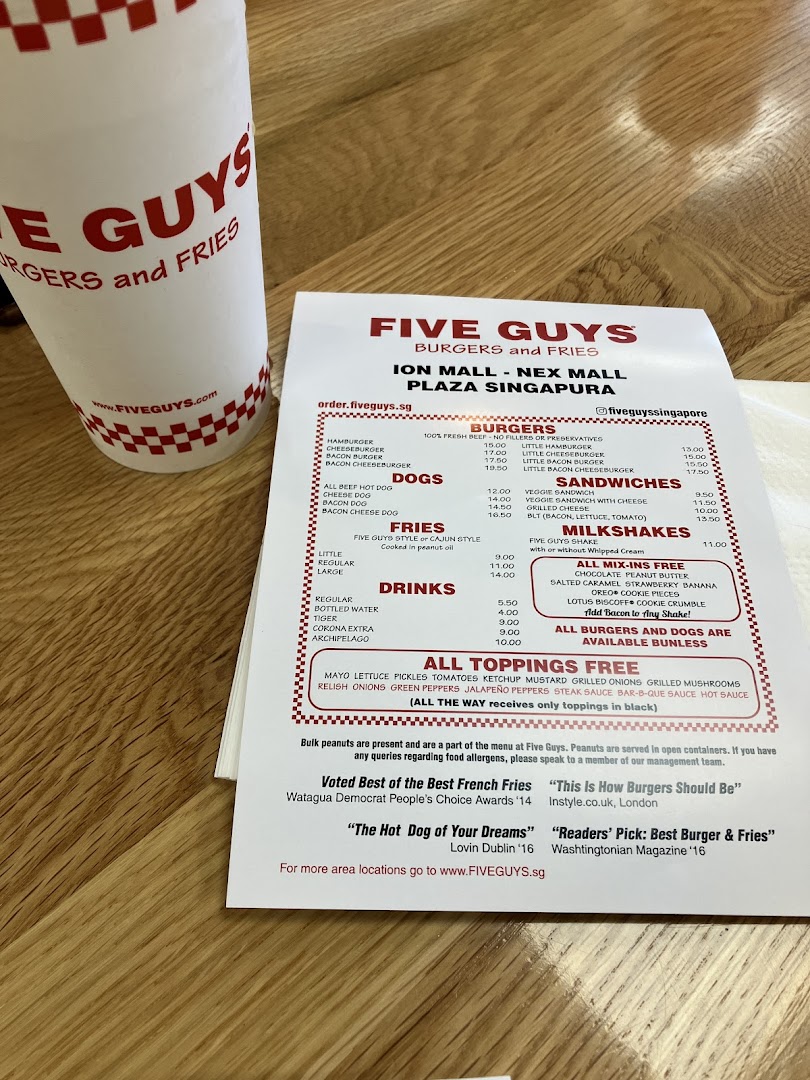 E GUYS
BURGERS and FRIES
www.FIVEGUYS.com
FIVE GUYS®
BURGERS and FRIES
ION MALL - NEX MALL
PLAZA SINGAPURA
order.fiveguys.sg
fiveguyssingapore
BURGERS
100% FRESH BEEF - NO FILLERS OR PRESERVATIVES
HAMBURGER 15.00
CHEESEBURGER 17.00
BACON BURGER 17.50
BACON CHEESEBURGER 19.50
LITTLE HAMBURGER 13.00
LITTLE CHEESEBURGER 15.00
LITTLE BACON BURGER 15.50
LITTLE BACON CHEESEBURGER 17.50
DOGS
ALL BEEF HOT DOG 12.00
CHEESE DOG 14.00
BACON DOG 14.50
BACON CHEESE DOG 16.50
SANDWICHES
VEGGIE SANDWICH 9.50
VEGGIE SANDWICH WITH CHEESE 11.50
GRILLED CHEESE 10.00
BLT (BACON, LETTUCE, TOMATO) 13.50
FRIES
FIVE GUYS STYLE or CAJUN STYLE
Cooked in peanut oil
LITTLE 9.00
REGULAR 11.00
LARGE 14.00
MILKSHAKES
FIVE GUYS SHAKE 11.00
with or without Whipped Cream
ALL MIX-INS FREE
CHOCOLATE PEANUT BUTTER
SALTED CARAMEL STRAWBERRY BANANA
OREO® COOKIE PIECES
LOTUS BISCOFF® COOKIE CRUMBLE
Add Bacon to Any Shake!
DRINKS
REGULAR 5.50
BOTTLED WATER 4.00
TIGER 9.00
CORONA EXTRA 9.00
ARCHIPELAGO 10.00
ALL BURGERS AND DOGS ARE
AVAILABLE BUNLESS
ALL TOPPINGS FREE
MAYO LETTUCE PICKLES TOMATOES KETCHUP MUSTARD GRILLED ONIONS GRILLED MUSHROOMS
RELISH ONIONS GREEN PEPPERS JALAPEÑO PEPPERS STEAK SAUCE BAR-B-QUE SAUCE HOT SAUCE
(ALL THE WAY receives only toppings in black)
Bulk peanuts are present and are a part of the menu at Five Guys. Peanuts are served in open containers. If you have
any queries regarding food allergens, please speak to a member of our management team.
Voted Best of the Best French Fries
Watagua Democrat People's Choice Awards '14
"This Is How Burgers Should Be"
Instyle.co.uk, London
"The Hot Dog of Your Dreams"
Lovin Dublin '16
"Readers' Pick: Best Burger & Fries"
Washtingtonian Magazine '16
For more area locations go to www.FIVEGUYS.sg